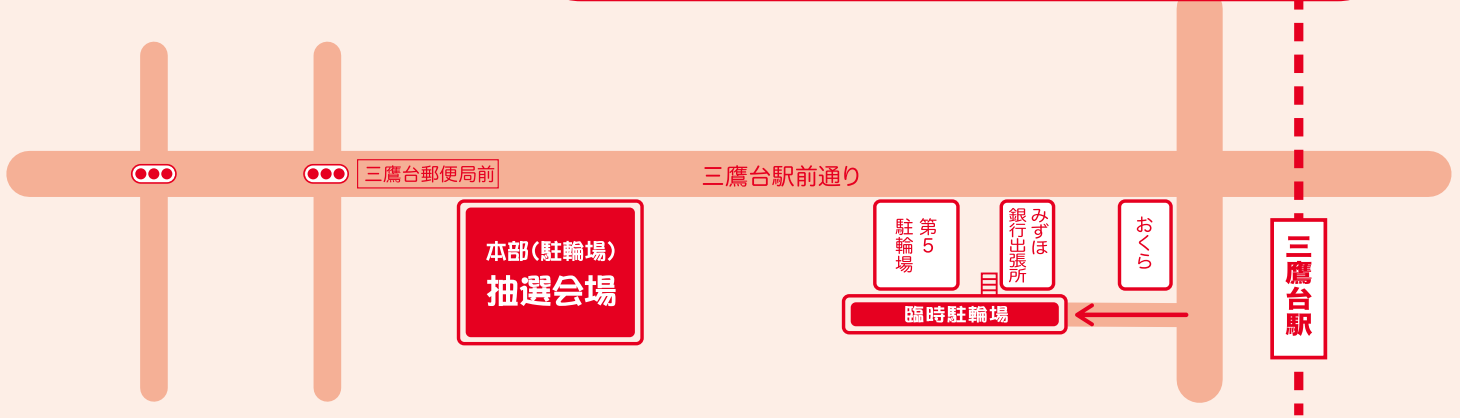 三鷹台郵便局前
三鷹台駅前通り
本部(駐輪場)
抽選会場
第5
駐輪場
みずほ
銀行出張所
おくら
臨時駐輪場
三鷹台駅